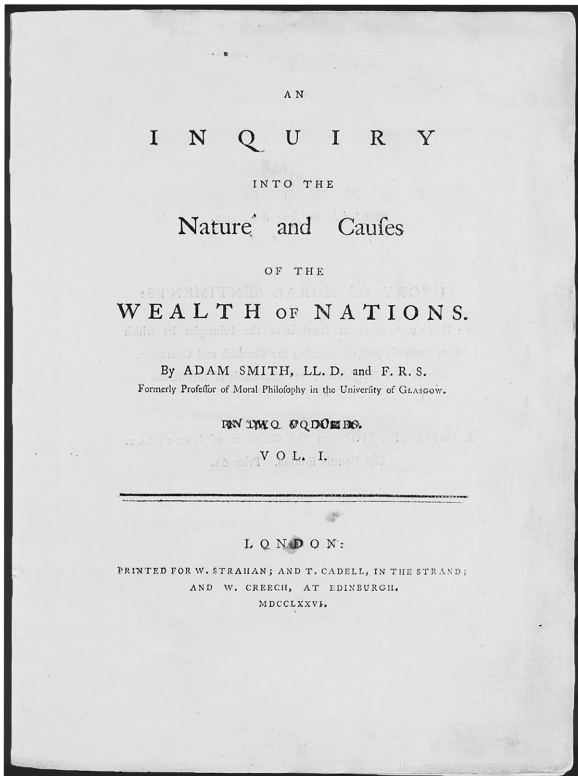 AN
INQUIRY
INTO THE
Nature and Cauſes
OF THE
WEALTH OF NATIONS.
By ADAM SMITH, LL. D. and F. R. S.
Formerly Profeſſor of Moral Philoſophy in the Univerſity of GLASGOW.
VOL. I.
LONDON:
PRINTED FOR W. STRAHAN; AND T. CADELL, IN THE STRAND;
AND W. CREECH, AT EDINBURGH.
MDCCLXXVI.